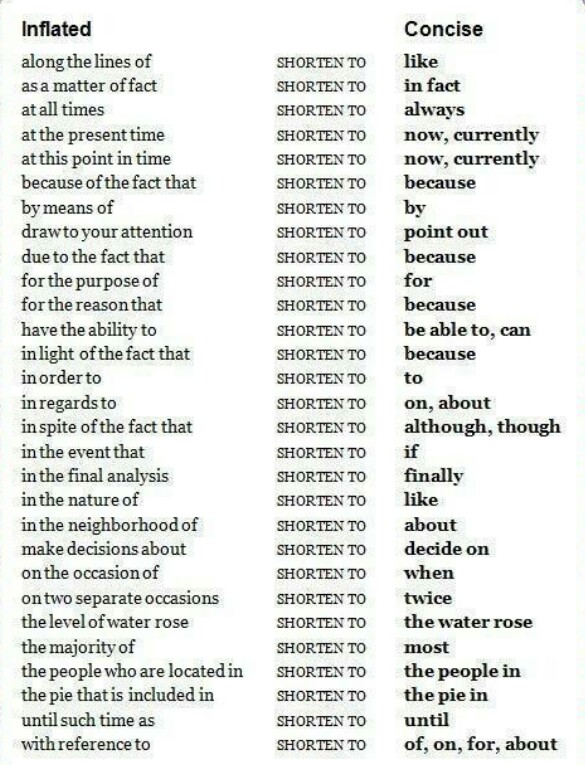 Inflated Concise
along the lines of SHORTEN TO like
as a matter of fact SHORTEN TO in fact
at all times SHORTEN TO always
at the present time SHORTEN TO now, currently
at this point in time SHORTEN TO now, currently
because of the fact that SHORTEN TO because
by means of SHORTEN TO by
draw to your attention SHORTEN TO point out
due to the fact that SHORTEN TO because
for the purpose of SHORTEN TO for
for the reason that SHORTEN TO because
have the ability to SHORTEN TO be able to, can
in light of the fact that SHORTEN TO because
in order to SHORTEN TO to
in regards to SHORTEN TO on, about
in spite of the fact that SHORTEN TO although, though
in the event that SHORTEN TO if
in the final analysis SHORTEN TO finally
in the nature of SHORTEN TO like
in the neighborhood of SHORTEN TO about
make decisions about SHORTEN TO decide on
on the occasion of SHORTEN TO when
on two separate occasions SHORTEN TO twice
the level of water rose SHORTEN TO the water rose
the majority of SHORTEN TO most
the people who are located in SHORTEN TO the people in
the pie that is included in SHORTEN TO the pie in
until such time as SHORTEN TO until
with reference to SHORTEN TO of, on, for, about